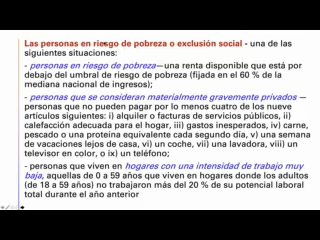 Las personas en riesgo de pobreza o exclusión social - una de las
siguientes situaciones:
- personas en riesgo de pobreza—una renta disponible que está por
debajo del umbral de riesgo de pobreza (fijada en el 60 % de la
mediana nacional de ingresos);
- personas que se consideran materialmente gravemente privados —
personas que no pueden pagar por lo menos cuatro de los nueve
artículos siguientes: i) alquiler o facturas de servicios públicos, ii)
calefacción adecuada para el hogar, iii) gastos inesperados, iv) carne,
pescado o una proteína equivalente cada segundo día, v) una semana
de vacaciones lejos de casa, vi) un coche, vii) una lavadora, viii) un
televisor en color, o ix) un teléfono;
- personas que viven en hogares con una intensidad de trabajo muy
baja, aquellas de 0 a 59 años que viven en hogares donde los adultos
(de 18 a 59 años) no trabajaron más del 20 % de su potencial laboral
total durante el año anterior